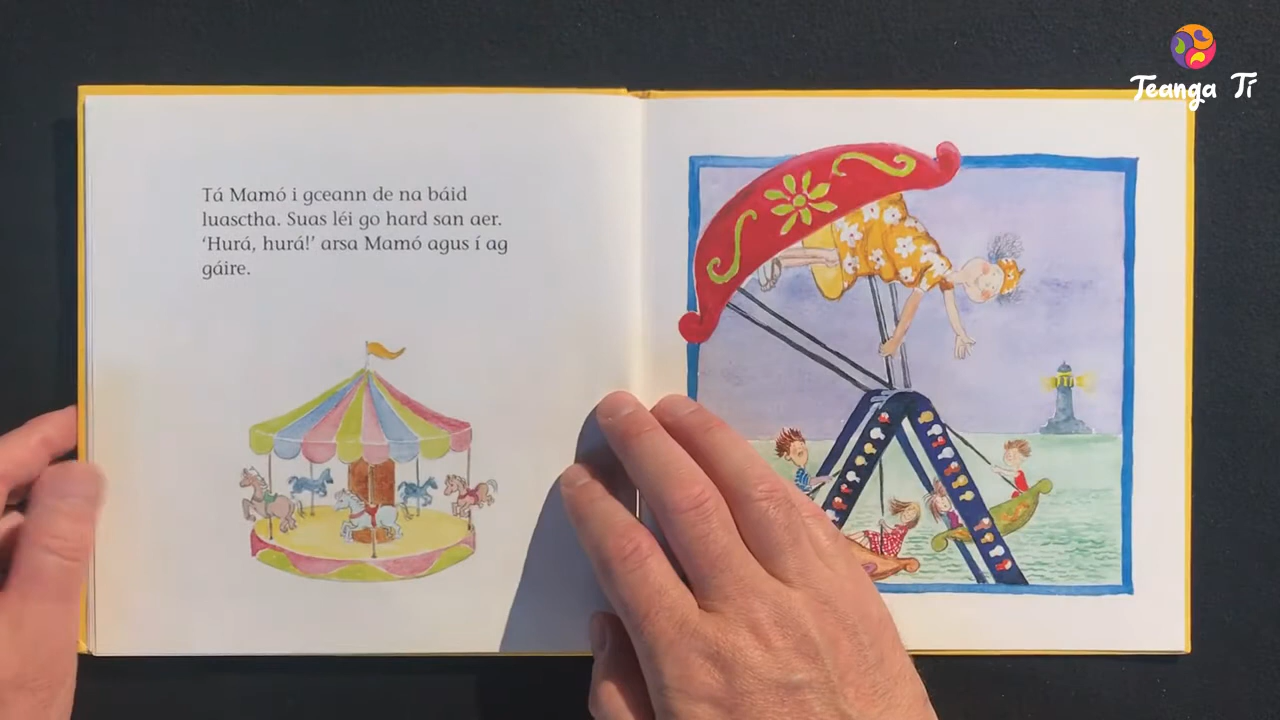 Teanga Tí
Tá Mamó i gceann de na báid
luasctha. Suas léi go hard san aer.
‘Hurá, hurá!’ arsa Mamó agus í ag
gáire.